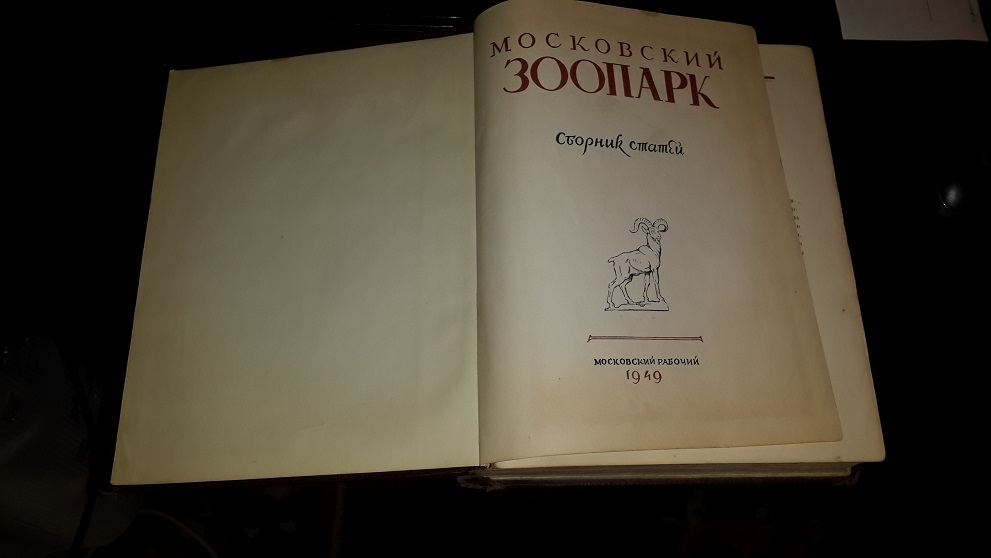 МОСКОВСКИЙ
ЗООПАРК
Сборник статей
МОСКОВСКИЙ РАБОЧИЙ
1949